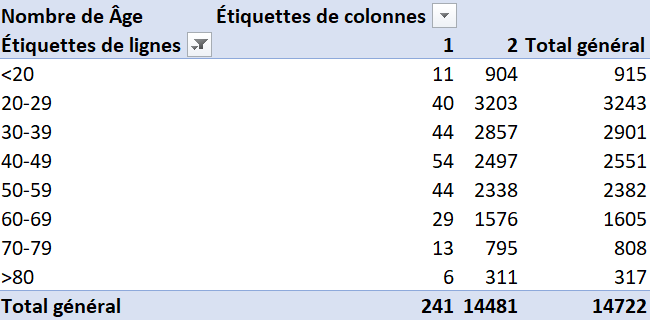 Nombre de Âge Étiquettes de colonnes
Étiquettes de lignes 1 2 Total général
<20 11 904 915
20-29 40 3203 3243
30-39 44 2857 2901
40-49 54 2497 2551
50-59 44 2338 2382
60-69 29 1576 1605
70-79 13 795 808
>80 6 311 317
Total général 241 14481 14722